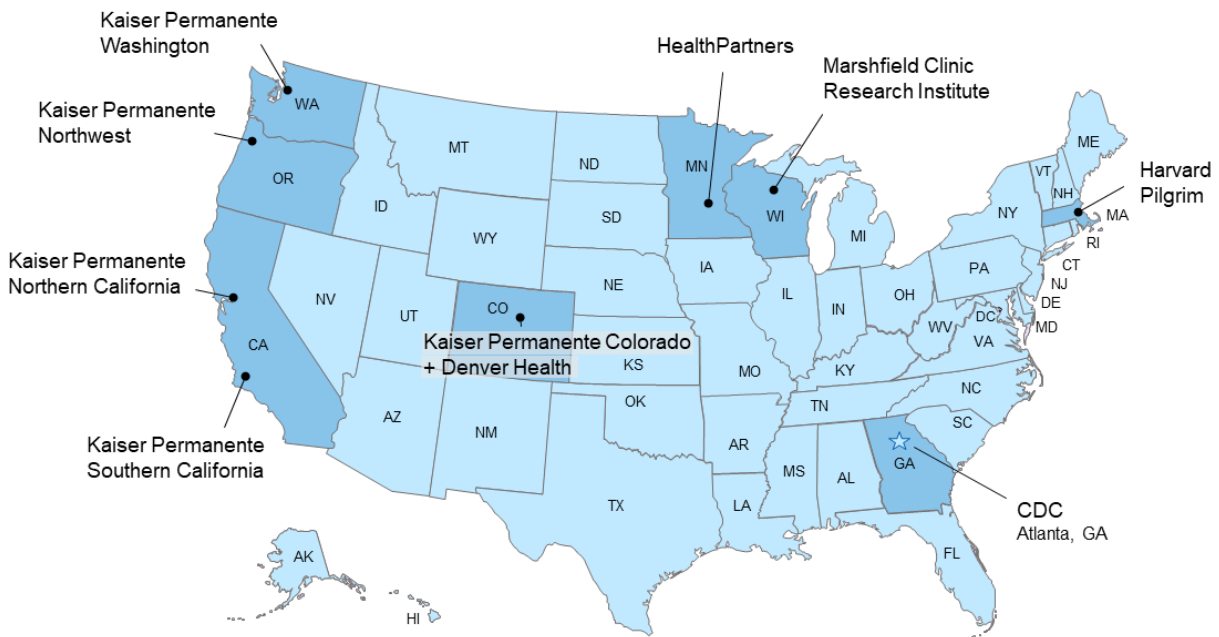 Kaiser Permanente
Washington
HealthPartners
Marshfield Clinic
Research Institute
Kaiser Permanente
Northwest
Harvard
Pilgrim
Kaiser Permanente
Northern California
Kaiser Permanente Colorado
+ Denver Health
Kaiser Permanente
Southern California
CDC
Atlanta, GA
WA
OR
CA
ID
NV
MT
WY
UT
CO
AZ
NM
ND
SD
NE
KS
OK
TX
MN
IA
MO
AR
LA
WI
IL
MI
IN
OH
KY
TN
MS
AL
GA
FL
SC
NC
VA
WV
DC
MD
DE
NJ
PA
NY
CT
RI
MA
VT
NH
ME
AK
HI